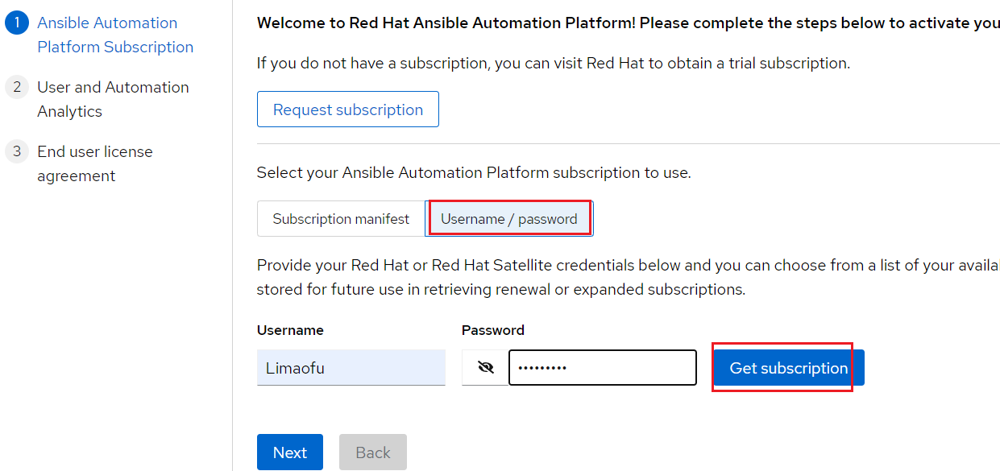 1 Ansible Automation
Platform Subscription
2 User and Automation
Analytics
3 End user license
agreement
Welcome to Red Hat Ansible Automation Platform! Please complete the steps below to activate you
If you do not have a subscription, you can visit Red Hat to obtain a trial subscription.
Request subscription
Select your Ansible Automation Platform subscription to use.
Subscription manifest Username / password
Provide your Red Hat or Red Hat Satellite credentials below and you can choose from a list of your availa
stored for future use in retrieving renewal or expanded subscriptions.
Username Password
Limaofu ••••••••• Get subscription
Next Back